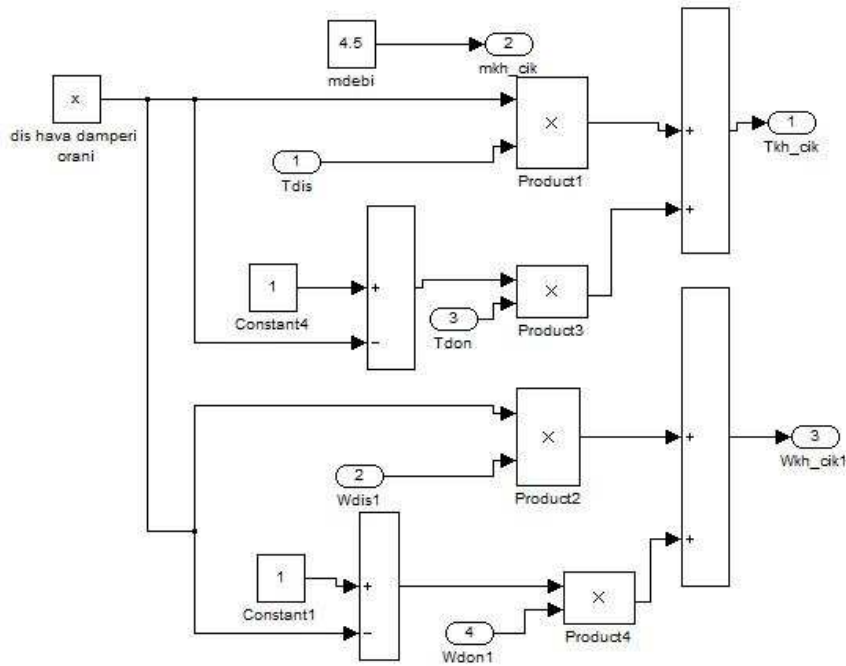 4.5
mdebi
2
mkh_cik
x
dis hava damperi
orani
1
Tdis
×
Product1
+
+
1
Tkh_cik
1
Constant4
+
−
3
Tdon
×
Product3
2
Wdis1
×
Product2
+
+
3
Wkh_cik1
1
Constant1
+
−
4
Wdon1
×
Product4